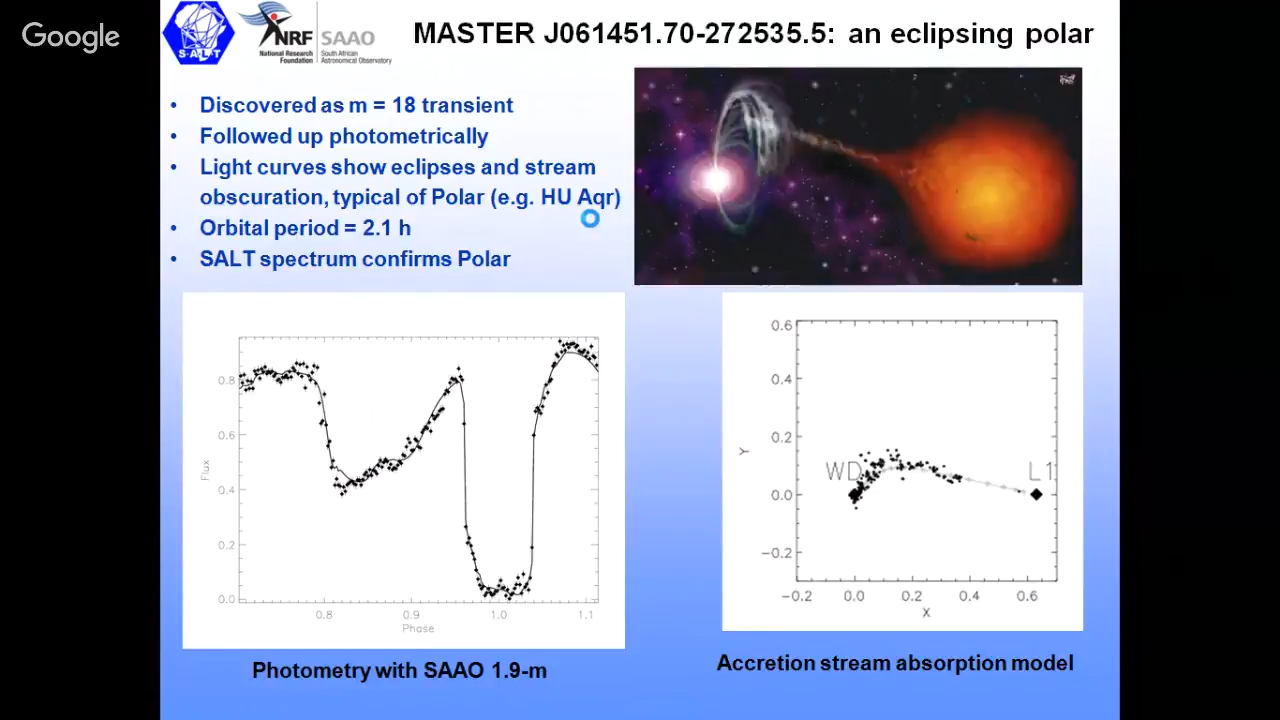 Google
SALT
NRF
SAAO
National Research
Foundation
South African
Astronomical Observatory
MASTER J061451.70-272535.5: an eclipsing polar
• Discovered as m = 18 transient
• Followed up photometrically
• Light curves show eclipses and stream
obscuration, typical of Polar (e.g. HU Aqr)
• Orbital period = 2.1 h
• SALT spectrum confirms Polar
0.8
0.6
0.4
0.2
0.0
Flux
0.8 0.9 1.0 1.1
Phase
Photometry with SAAO 1.9-m
0.6
0.4
0.2
0.0
−0.2
Y
WD
L1
−0.2 0.0 0.2 0.4 0.6
X
Accretion stream absorption model